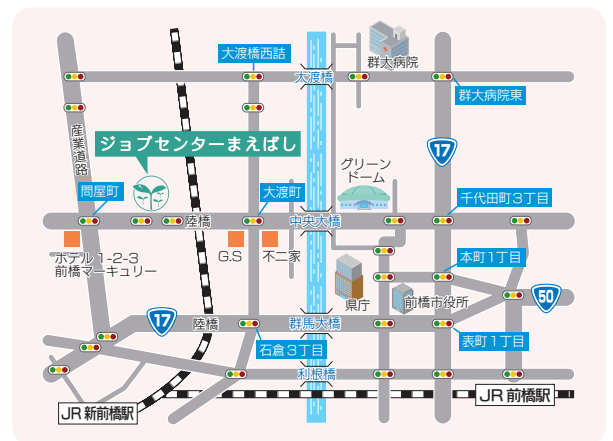 大渡橋西詰
群大病院
大渡橋
群大病院東
産業道路
ジョブセンターまえばし
17
グリーン
ドーム
問屋町
大渡町
千代田町3丁目
陸橋
中央大橋
ホテル1-2-3
前橋マーキュリー
G.S
不二家
本町1丁目
県庁
前橋市役所
50
17
陸橋
群馬大橋
石倉3丁目
表町1丁目
利根橋
JR新前橋駅
JR前橋駅